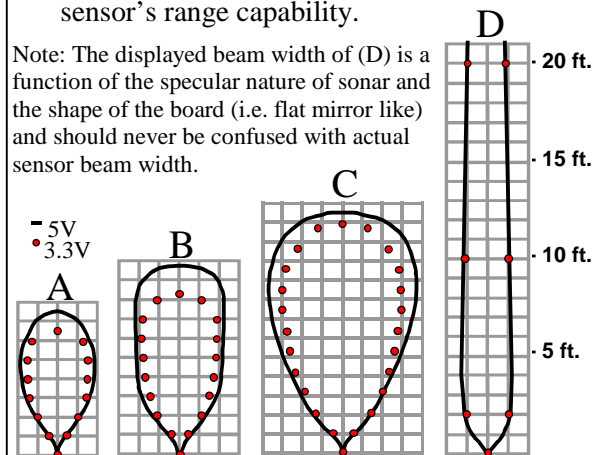 sensor’s range capability.
Note: The displayed beam width of (D) is a
function of the specular nature of sonar and
the shape of the board (i.e. flat mirror like)
and should never be confused with actual
sensor beam width.
5V
3.3V
A
B
C
D
20 ft.
15 ft.
10 ft.
5 ft.